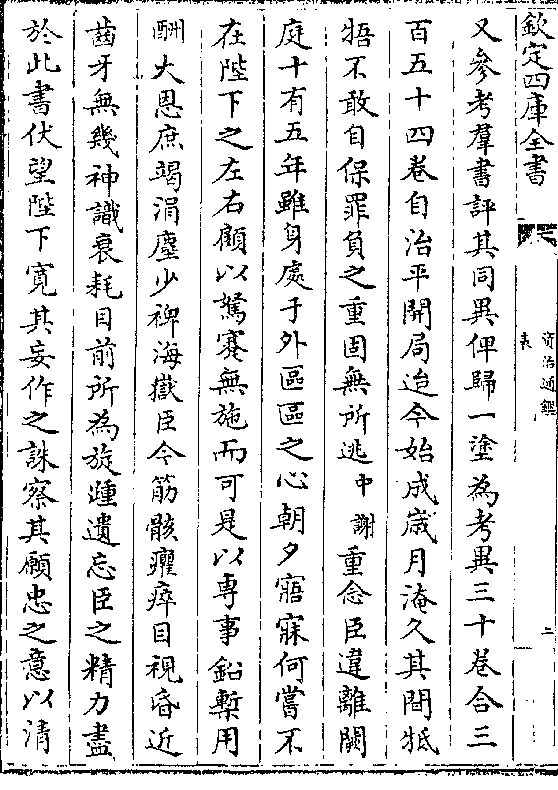 欽定四庫全書
資治通鑑
表
二
又參考羣書評其同異俾歸一塗為考異三十卷合三
百五十四卷自治平開局迨今始成歲月淹久其間牴
牾不敢自保罪負之重固無所逃中謝重念臣違離闕
庭十有五年雖身處于外區區之心朝夕寤寐何嘗不
在陛下之左右顧以駑蹇無施而可是以專事鉛槧用
酬大恩庶竭涓塵少裨海嶽臣今筋骸癯瘁目視昏近
齒牙無幾神識衰耗目前所為旋踵遺忘臣之精力盡
於此書伏望陛下寬其妄作之誅察其願忠之意以清